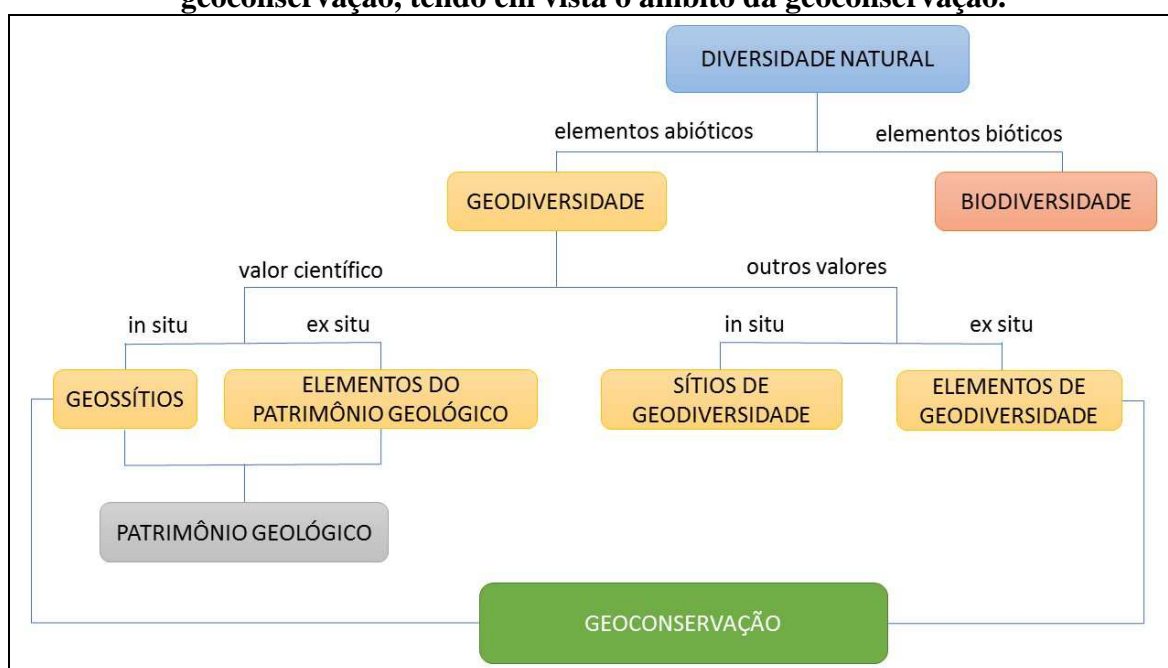 geoconservação, tendo em vista o âmbito da geoconservação.
DIVERSIDADE NATURAL
elementos abióticos
elementos bióticos
GEODIVERSIDADE
BIODIVERSIDADE
valor científico
outros valores
in situ
ex situ
in situ
ex situ
GEOSSÍTIOS
ELEMENTOS DO
PATRIMÔNIO GEOLÓGICO
SÍTIOS DE
GEODIVERSIDADE
ELEMENTOS DE
GEODIVERSIDADE
PATRIMÔNIO GEOLÓGICO
GEOCONSERVAÇÃO